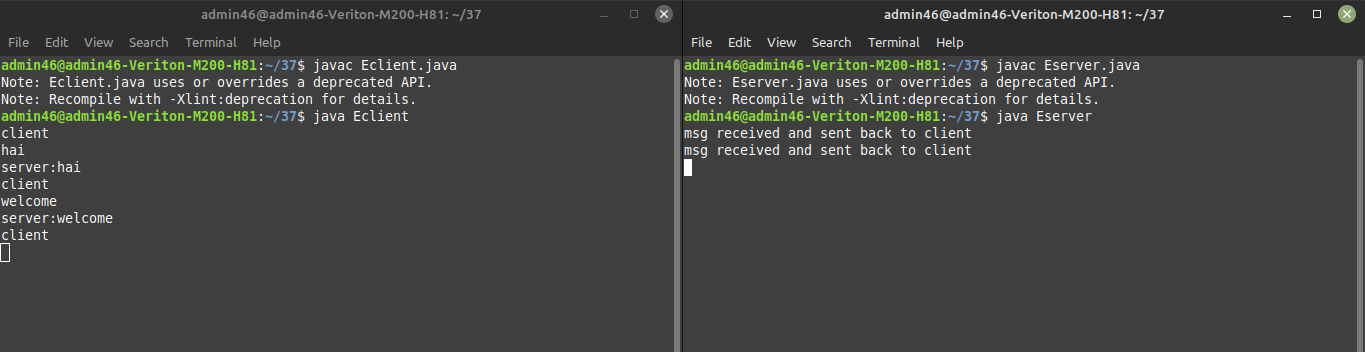 admin46@admin46-Veriton-M200-H81: ~/37
File Edit View Search Terminal Help
admin46@admin46-Veriton-M200-H81:~/37$ javac Eclient.java
Note: Eclient.java uses or overrides a deprecated API.
Note: Recompile with -Xlint:deprecation for details.
admin46@admin46-Veriton-M200-H81:~/37$ java Eclient
client
hai
server:hai
client
welcome
server:welcome
client
admin46@admin46-Veriton-M200-H81: ~/37
File Edit View Search Terminal Help
admin46@admin46-Veriton-M200-H81:~/37$ javac Eserver.java
Note: Eserver.java uses or overrides a deprecated API.
Note: Recompile with -Xlint:deprecation for details.
admin46@admin46-Veriton-M200-H81:~/37$ java Eserver
msg received and sent back to client
msg received and sent back to client